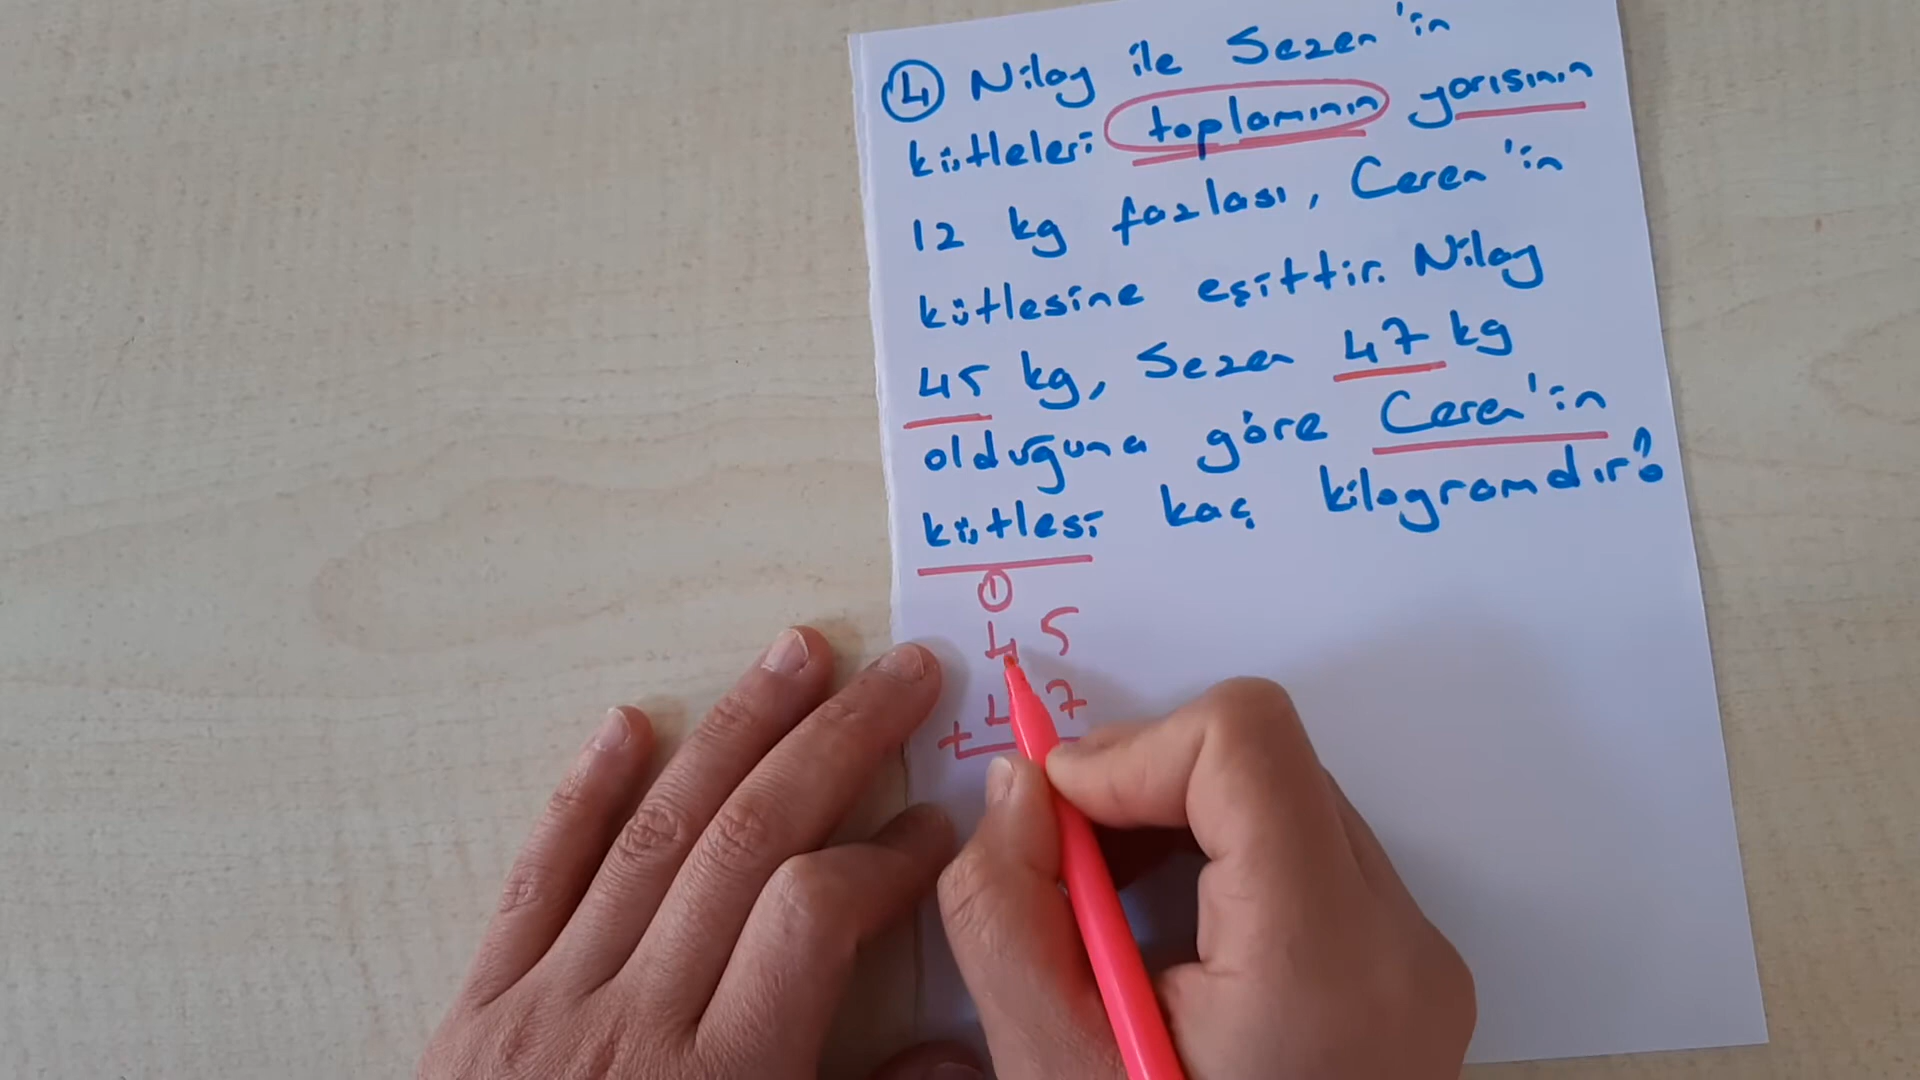 4 Nilay ile Sezen'in
kütleleri toplamının yarısının
12 kg fazlası, Ceren'in
kütlesine eşittir. Nilay
45 kg, Sezen 47 kg
olduğuna göre Ceren'in
kütlesi kaç kilogramdır?
1
45
+ 47